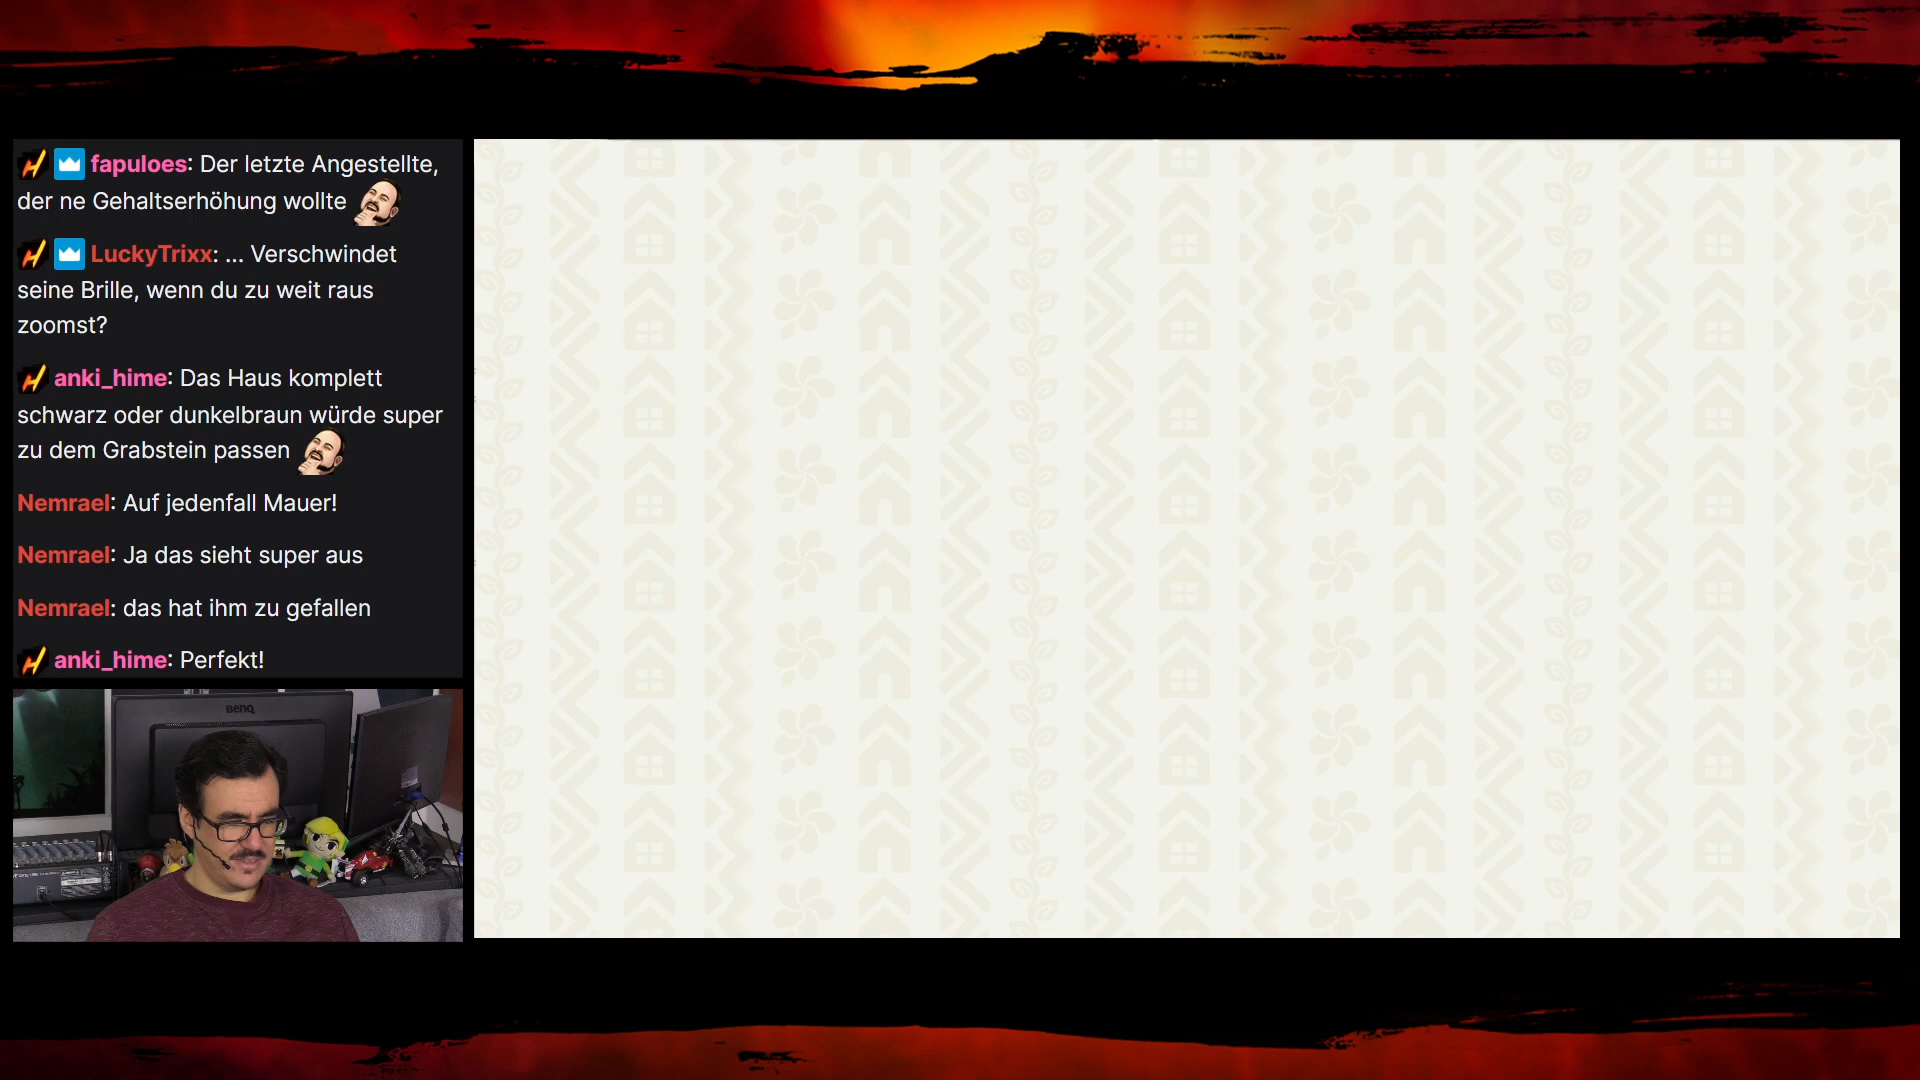 fapuloes: Der letzte Angestellte,
der ne Gehaltserhöhung wollte
LuckyTrixx: ... Verschwindet
seine Brille, wenn du zu weit raus
zoomst?
anki_hime: Das Haus komplett
schwarz oder dunkelbraun würde super
zu dem Grabstein passen
Nemrael: Auf jedenfall Mauer!
Nemrael: Ja das sieht super aus
Nemrael: das hat ihm zu gefallen
anki_hime: Perfekt!
BenQ